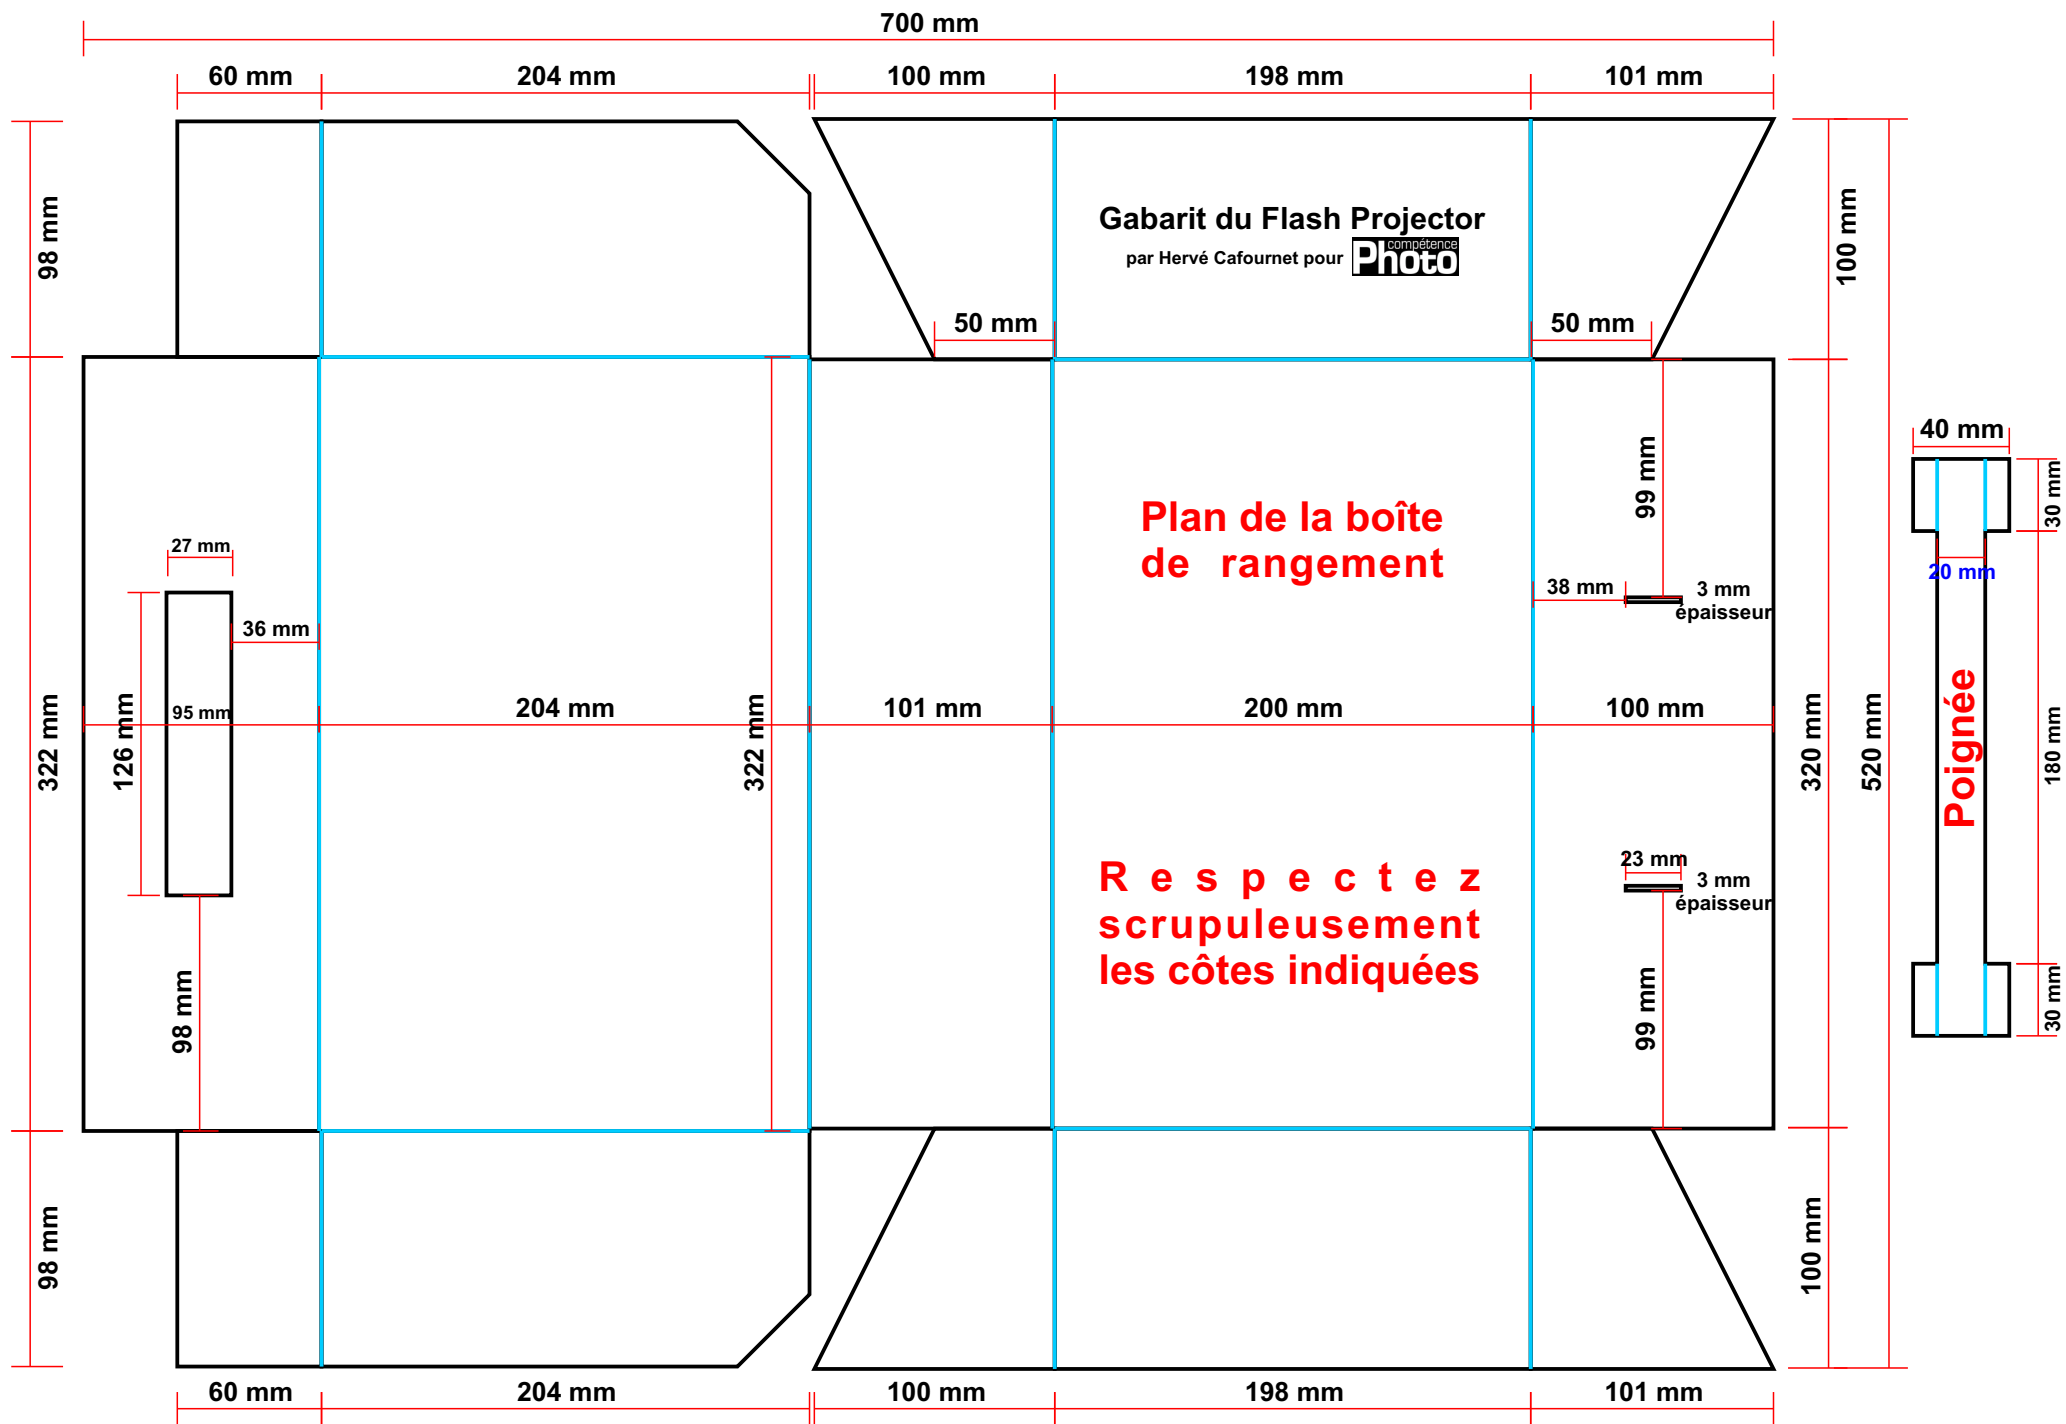 700 mm
60 mm
204 mm
100 mm
198 mm
101 mm
98 mm
Gabarit du Flash Projector
par Hervé Cafournet pour compétence Photo
100 mm
50 mm
50 mm
40 mm
30 mm
99 mm
Plan de la boîte
de rangement
27 mm
20 mm
38 mm
3 mm
épaisseur
36 mm
322 mm
126 mm
95 mm
204 mm
322 mm
101 mm
200 mm
100 mm
320 mm
520 mm
Poignée
180 mm
23 mm
3 mm
épaisseur
Respectez
scrupuleusement
les côtes indiquées
98 mm
99 mm
30 mm
98 mm
100 mm
60 mm
204 mm
100 mm
198 mm
101 mm